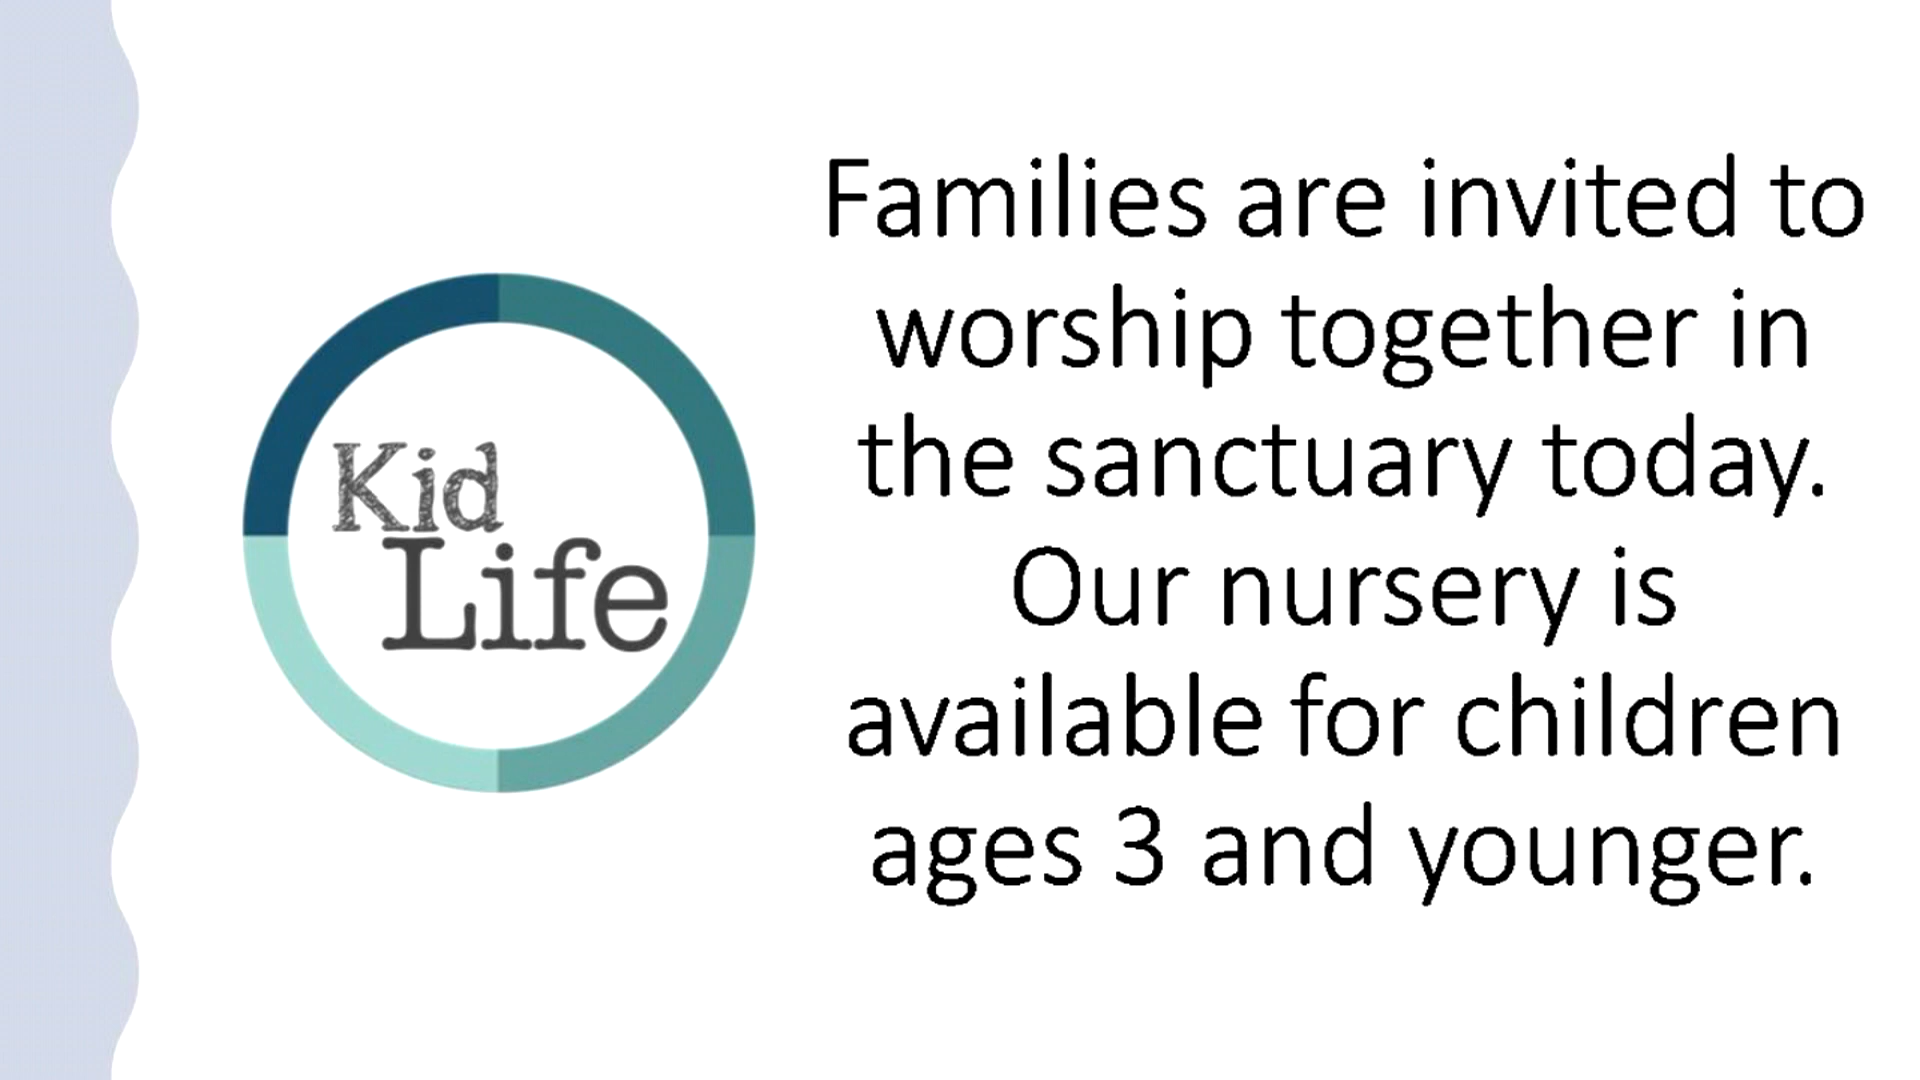 Kid
Life
Families are invited to
worship together in
the sanctuary today.
Our nursery is
available for children
ages 3 and younger.